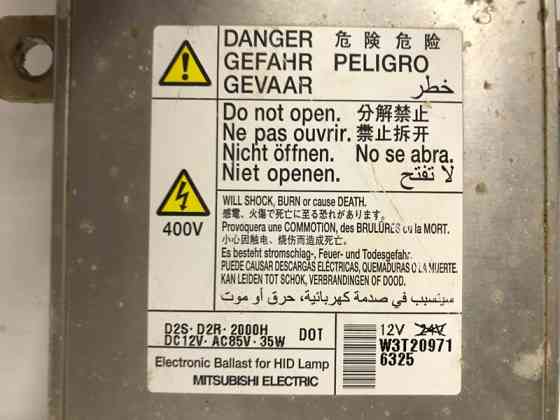 DANGER 危 険 危 险
GEFAHR PELIGRO
GEVAAR خطر
Do not open. 分解禁止
Ne pas ouvrir. 禁止拆开
Nicht öffnen. No se abra.
Niet openen. لا تفتح
400V
WILL SHOCK, BURN or cause DEATH.
感電、火傷で死亡に至る恐れがあります。
Provoquera une COMMOTION, des BRULÛRES ou la MORT.
小心因触电、烧伤而造成死亡。
Es besteht stromschlag-, Feuer- und Todesgefahr.
PUEDE CAUSAR DESCARGAS ELÉCTRICAS, QUEMADURAS O LA MUERTE.
KAN LEIDEN TOT SCHOK, VERBRANDINGEN OF DOOD.
سيتسبب في صدمة كهربائية، حرق أو موت
D2S·D2R·2000H DOT
DC12V·AC85V·35W
12V 24V
W3T20971
6325
Electronic Ballast for HID Lamp
MITSUBISHI ELECTRIC